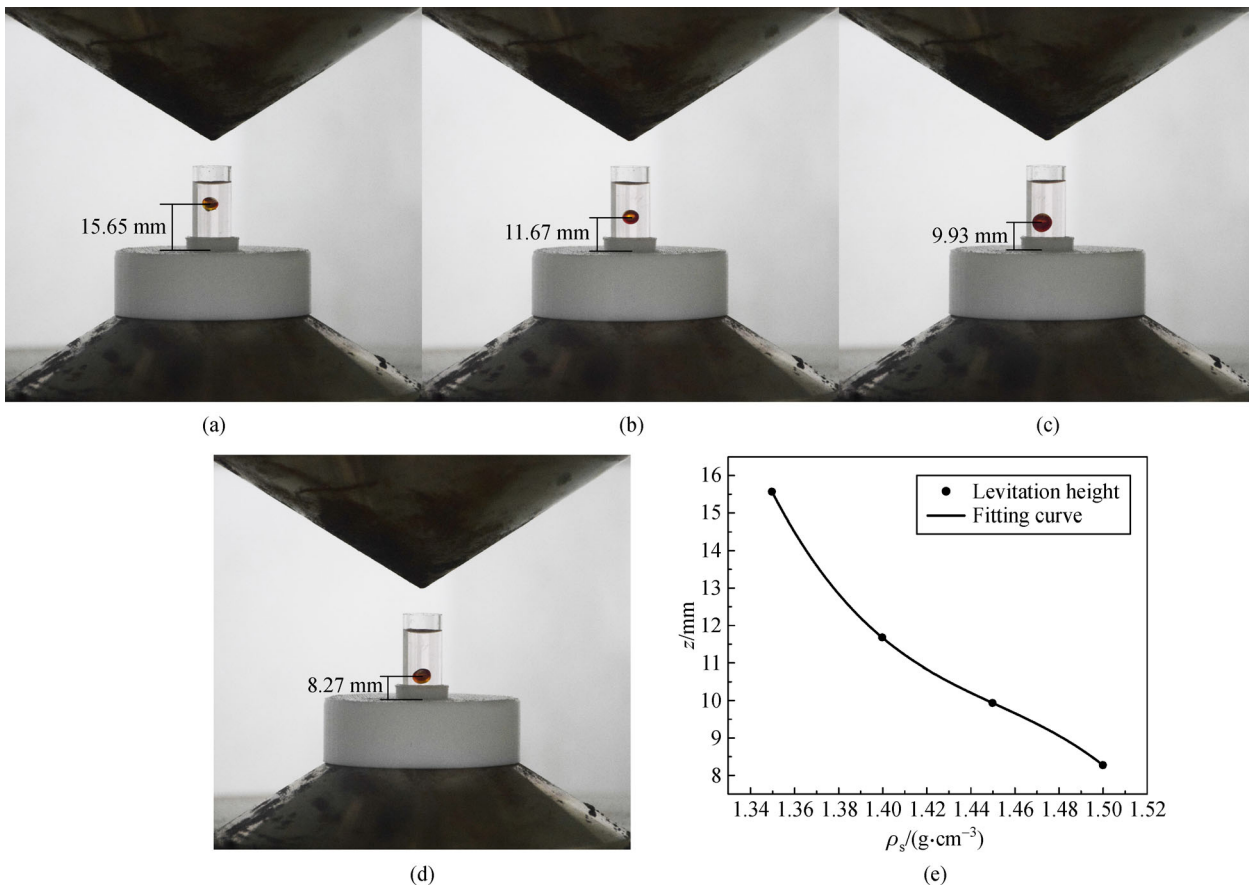 15.65 mm
11.67 mm
9.93 mm
(a)
(b)
(c)
8.27 mm
(d)
16
15
14
13
12
11
10
9
8
z/mm
Levitation height
Fitting curve
1.34 1.36 1.38 1.40 1.42 1.44 1.46 1.48 1.50 1.52
ρs/(g·cm−3)
(e)